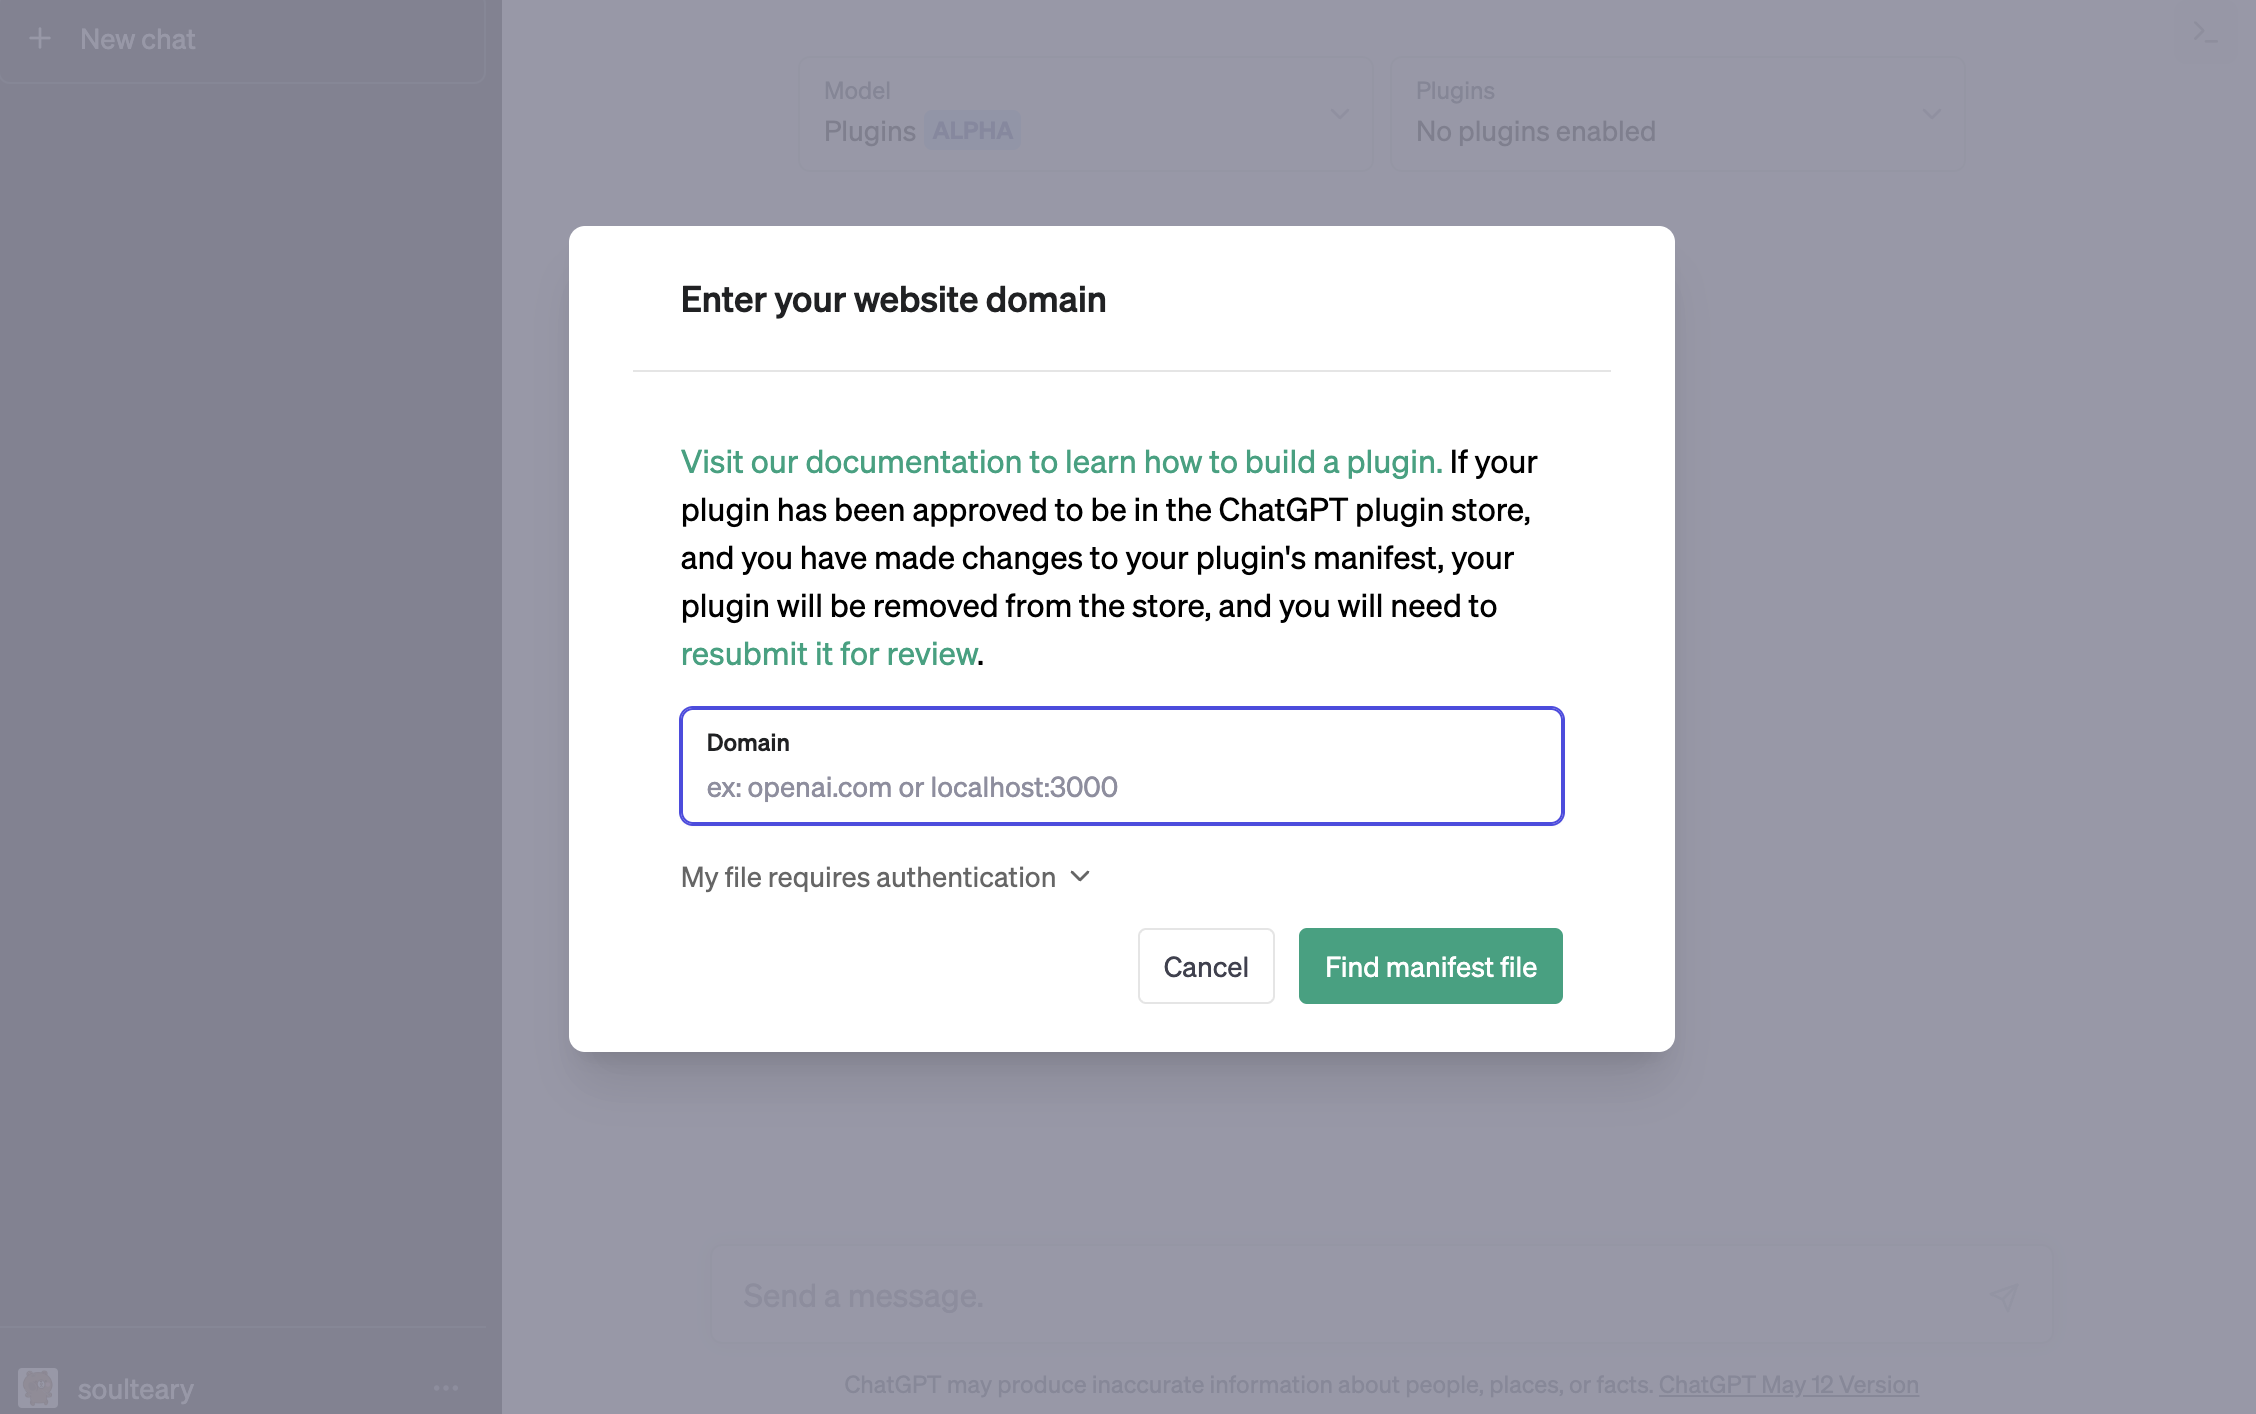 New chat
Model
Plugins ALPHA
Plugins
No plugins enabled
Enter your website domain
Visit our documentation to learn how to build a plugin. If your
plugin has been approved to be in the ChatGPT plugin store,
and you have made changes to your plugin's manifest, your
plugin will be removed from the store, and you will need to
resubmit it for review.
Domain
ex: openai.com or localhost:3000
My file requires authentication
Cancel
Find manifest file
Send a message.
soulteary
ChatGPT may produce inaccurate information about people, places, or facts. ChatGPT May 12 Version